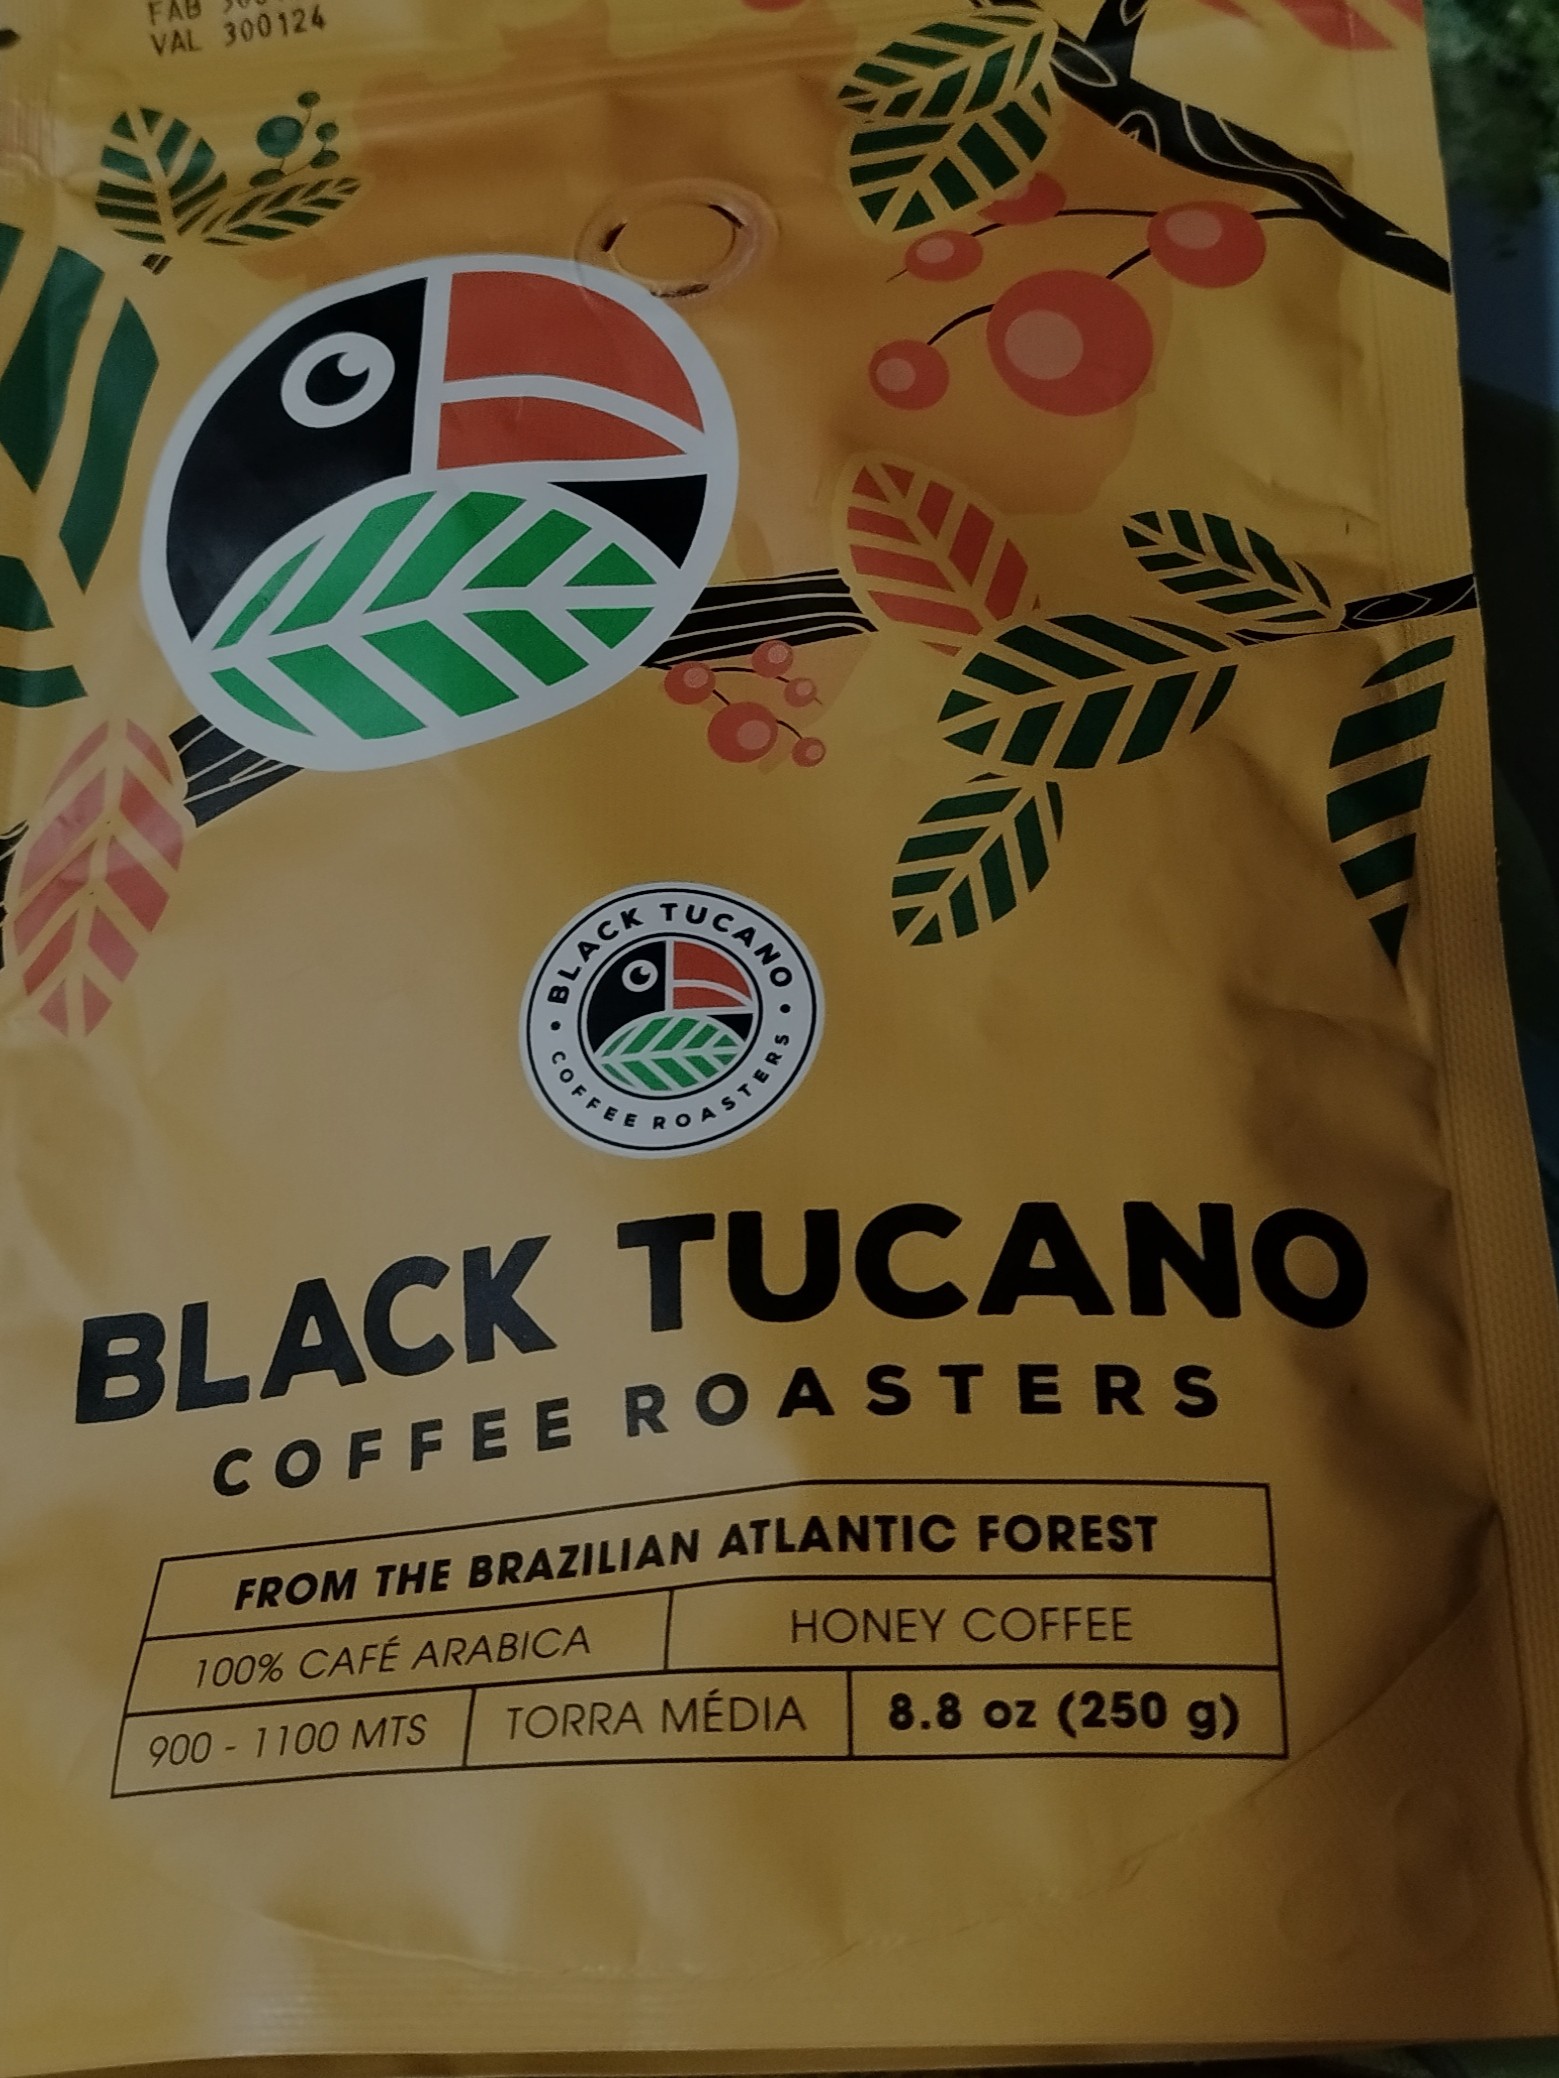 FAB
VAL 300124
BLACK TUCANO
COFFEE ROASTERS
BLACK TUCANO
COFFEE ROASTERS
FROM THE BRAZILIAN ATLANTIC FOREST
100% CAFÉ ARABICA HONEY COFFEE
900 - 1100 MTS TORRA MÉDIA 8.8 oz (250 g)